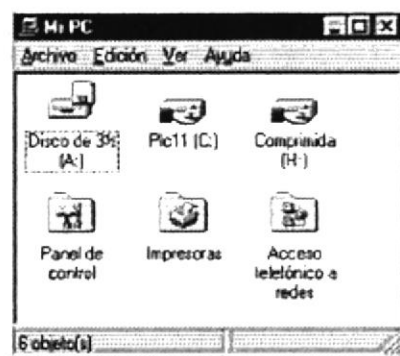 Mi PC
Archivo Edición Ver Ayuda
Disco de 3½ (A:)
Pic11 (C:)
Comprimida (H:)
Panel de control
Impresoras
Acceso telefónico a redes
6 objeto(s)